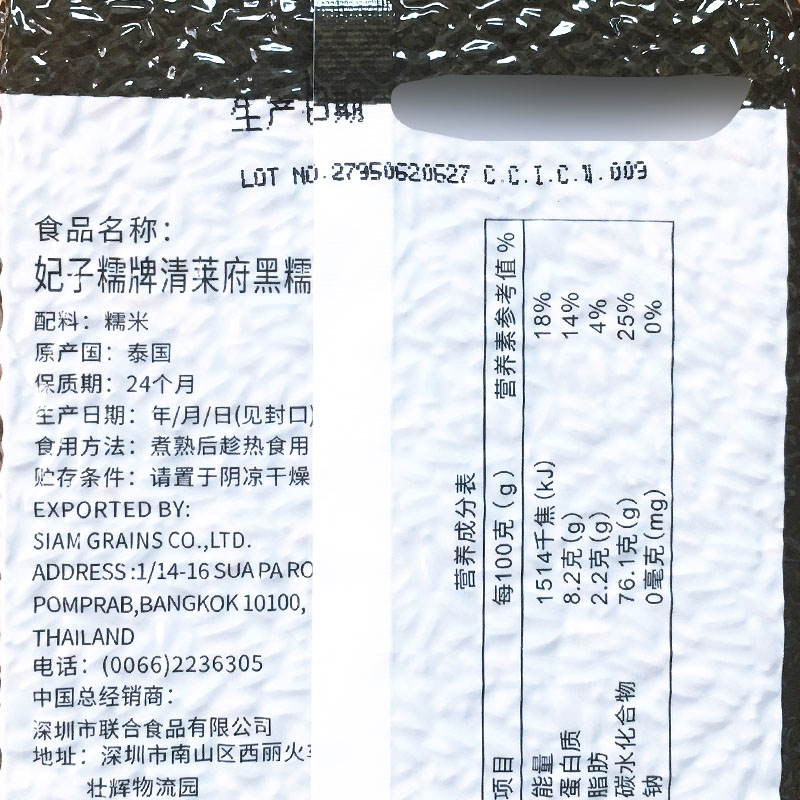 生产日期
LOT NO.27950620627 C.C.I.C.N.009
食品名称：
妃子糯牌清莱府黑糯
配料：糯米
原产国：泰国
保质期：24个月
生产日期：年/月/日(见封口)
食用方法：煮熟后趁热食用
贮存条件：请置于阴凉干燥
EXPORTED BY:
SIAM GRAINS CO.,LTD.
ADDRESS:1/14-16 SUA PA RO
POMPRAB,BANGKOK 10100,
THAILAND
电话：(0066)2236305
中国总经销商：
深圳市联合食品有限公司
地址：深圳市南山区西丽火
壮辉物流园
营养成分表
项目 每100克（g） 营养素参考值%
能量 1514千焦(kJ) 18%
蛋白质 8.2克(g) 14%
脂肪 2.2克(g) 4%
碳水化合物 76.1克(g) 25%
钠 0毫克(mg) 0%